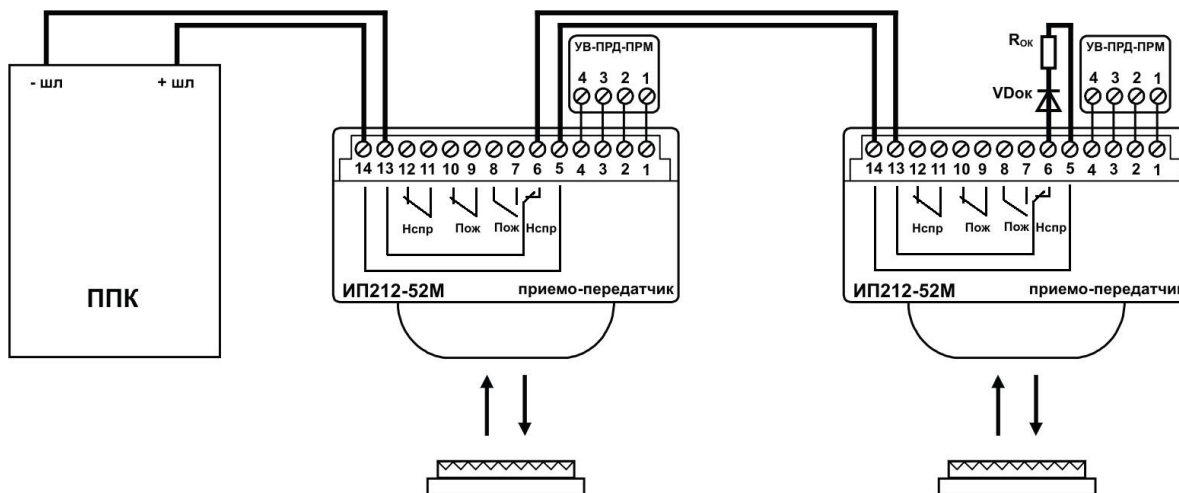 - шл + шл
ППК
УВ-ПРД-ПРМ
4 3 2 1
14 13 12 11 10 9 8 7 6 5 4 3 2 1
Нспр Пож Пож Нспр
ИП212-52М приемо-передатчик
Rок
VDок
УВ-ПРД-ПРМ
4 3 2 1
14 13 12 11 10 9 8 7 6 5 4 3 2 1
Нспр Пож Пож Нспр
ИП212-52М приемо-передатчик